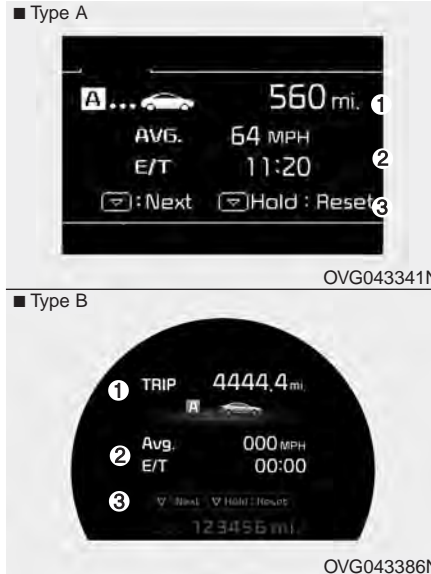 ■ Type A
A... 560 mi. 1
AVG. 64 MPH
E/T 11:20 2
▽:Next ▽Hold : Reset 3
OVG043341N
■ Type B
1 TRIP 4444.4 mi.
A
2 Avg. 000 MPH
E/T 00:00
3 ▽ :Next ▽ Hold : Reset
123456 mi.
OVG043386N